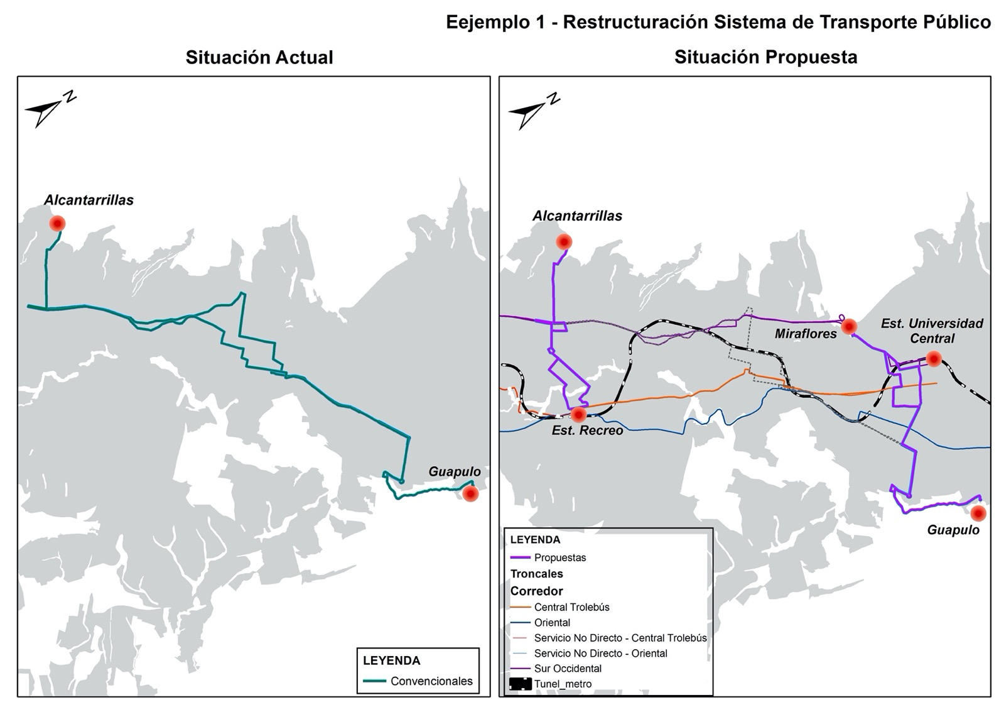 Eejemplo 1 - Restructuración Sistema de Transporte Público
Situación Actual
N
Alcantarrillas
Guapulo
LEYENDA
Convencionales
Situación Propuesta
N
Alcantarrillas
Miraflores
Est. Universidad
Central
Est. Recreo
Guapulo
LEYENDA
Propuestas
Troncales
Corredor
Central Trolebús
Oriental
Servicio No Directo - Central Trolebús
Servicio No Directo - Oriental
Sur Occidental
Tunel_metro